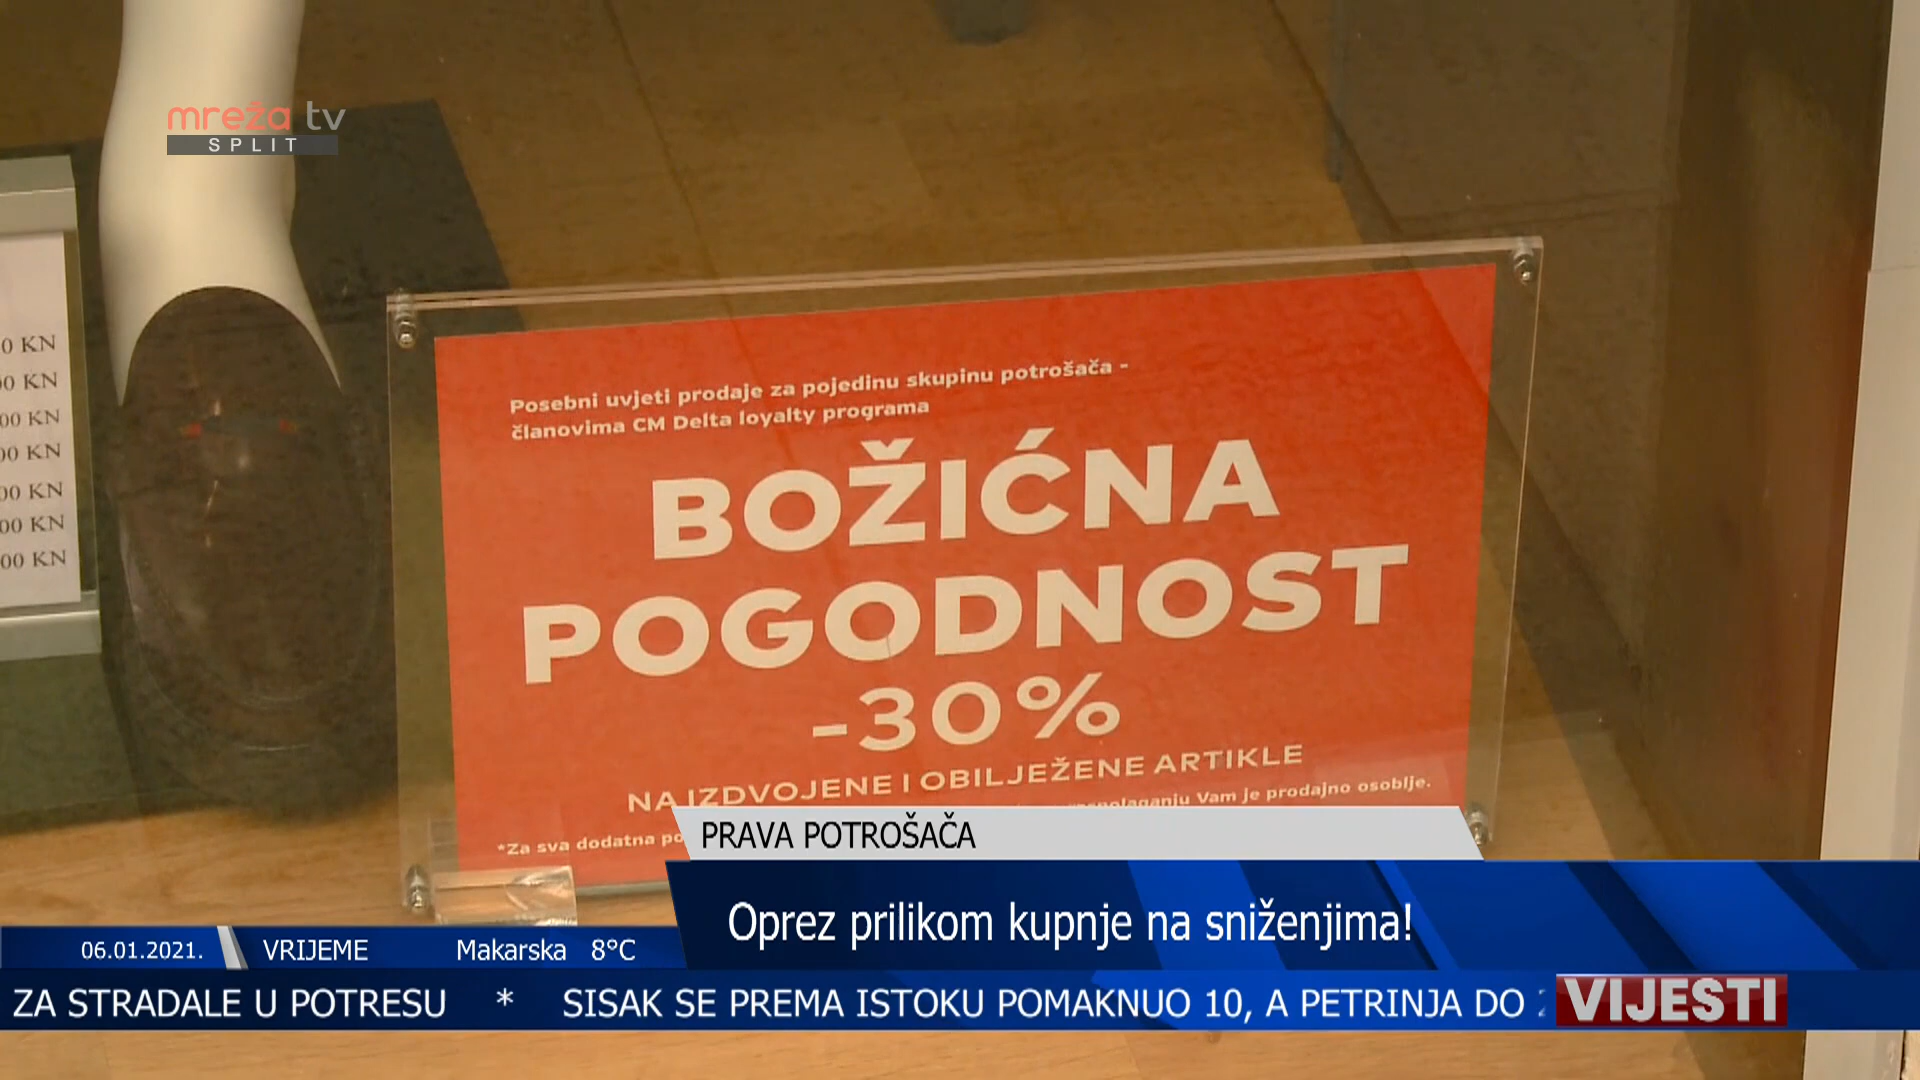 mreža tv
SPLIT
0 KN
00 KN
00 KN
00 KN
00 KN
00 KN
00 KN
Posebni uvjeti prodaje za pojedinu skupinu potrošača -
članovima CM Delta loyalty programa
BOŽIĆNA
POGODNOST
-30%
NA IZDVOJENE I OBILJEŽENE ARTIKLE
*Za sva dodatna Vam je prodajno osoblje.
PRAVA POTROŠAČA
Oprez prilikom kupnje na sniženjima!
06.01.2021. VRIJEME Makarska 8°C
ZA STRADALE U POTRESU * SISAK SE PREMA ISTOKU POMAKNUO 10, A PETRINJA DO
VIJESTI